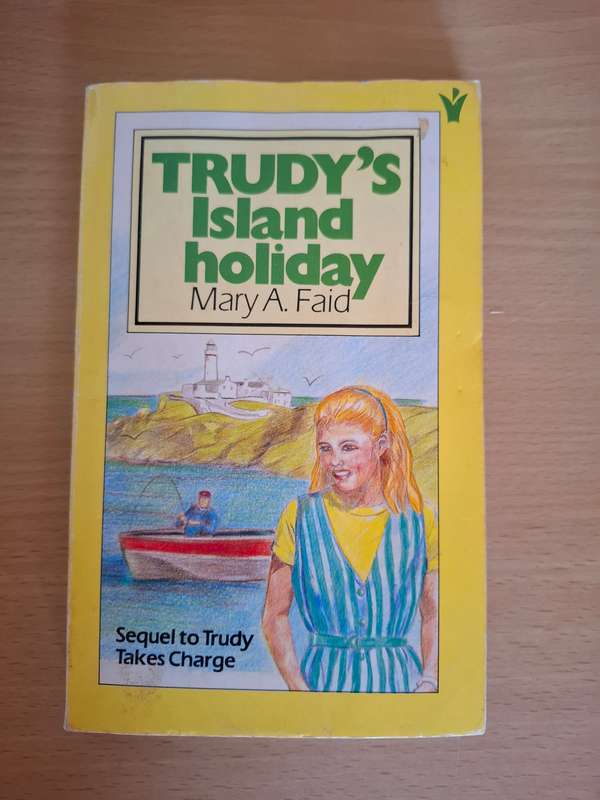 TRUDY'S
Island
holiday
Mary A. Faid
Sequel to Trudy
Takes Charge